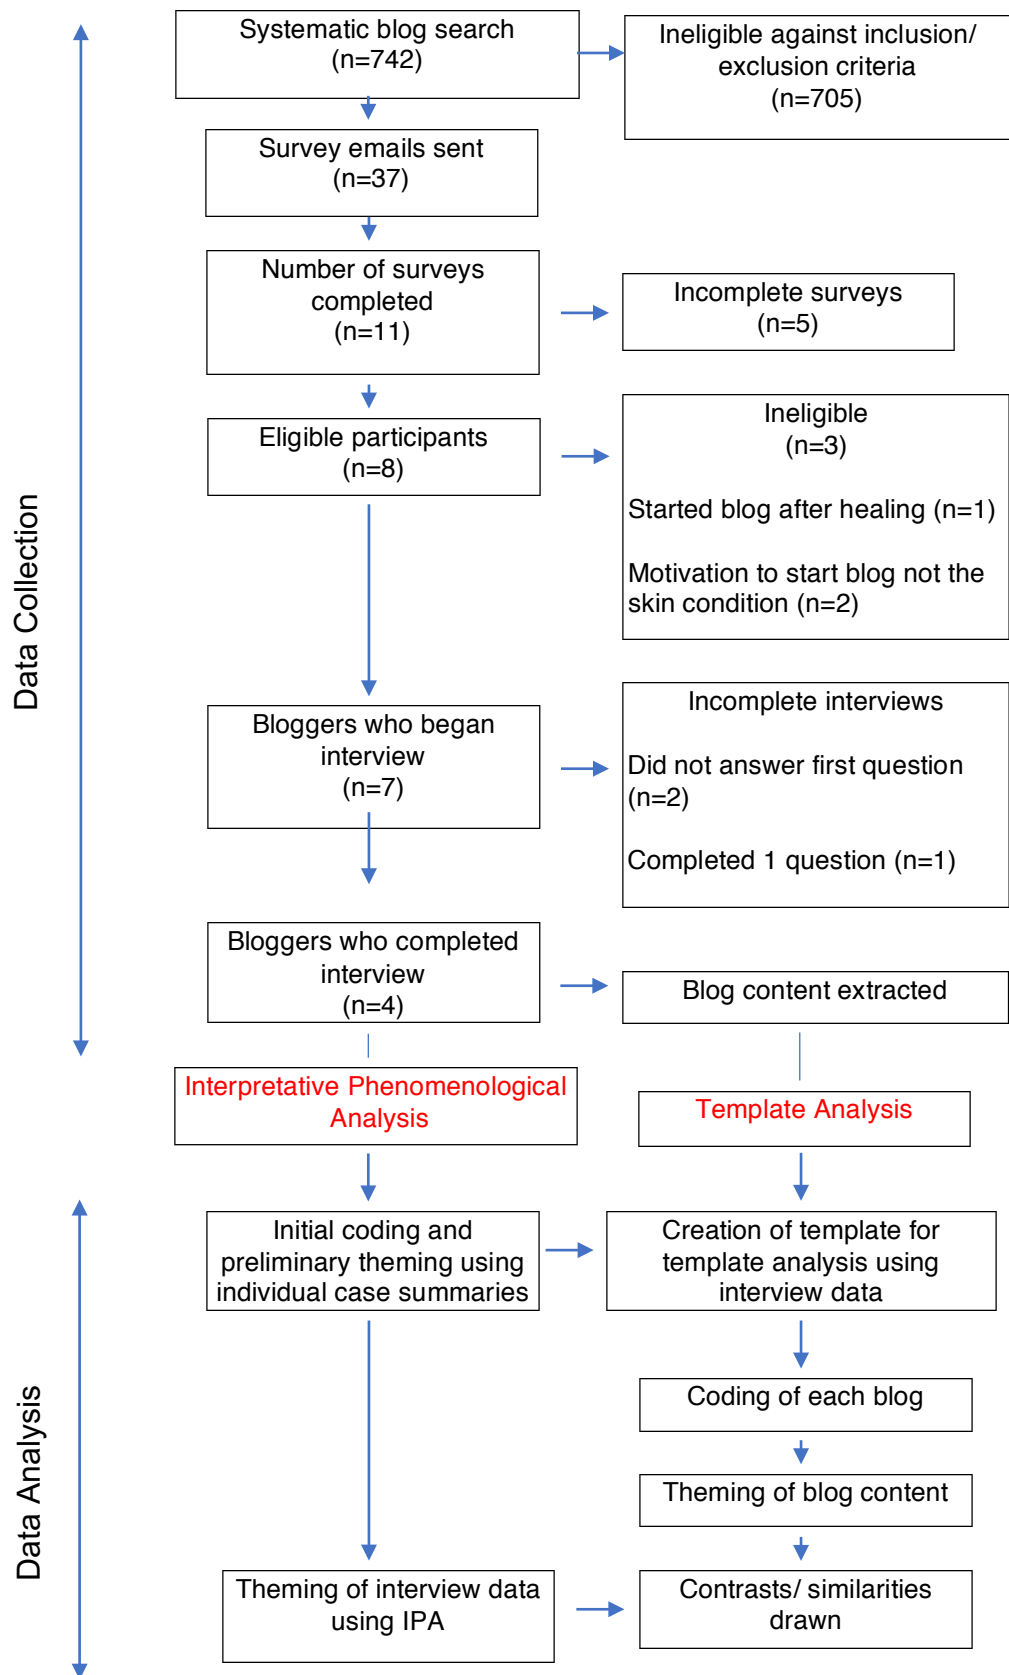 Systematic blog search
(n=742)
Ineligible against inclusion/
exclusion criteria
(n=705)
Survey emails sent
(n=37)
Number of surveys
completed
(n=11)
Incomplete surveys
(n=5)
Eligible participants
(n=8)
Ineligible
(n=3)
Started blog after healing (n=1)
Motivation to start blog not the
skin condition (n=2)
Data Collection
Bloggers who began
interview
(n=7)
Incomplete interviews
Did not answer first question
(n=2)
Completed 1 question (n=1)
Bloggers who completed
interview
(n=4)
Blog content extracted
Interpretative Phenomenological
Analysis
Template Analysis
Initial coding and
preliminary theming using
individual case summaries
Creation of template for
template analysis using
interview data
Coding of each blog
Data Analysis
Theming of blog content
Theming of interview data
using IPA
Contrasts/ similarities
drawn